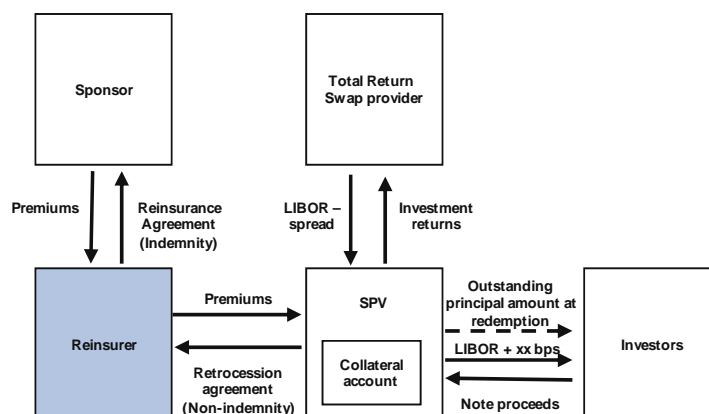 Sponsor
Total Return
Swap provider
Premiums
Reinsurance
Agreement
(Indemnity)
LIBOR –
spread
Investment
returns
Reinsurer
Premiums
Retrocession
agreement
(Non-indemnity)
SPV
Collateral
account
Outstanding
principal amount at
redemption
LIBOR + xx bps
Note proceeds
Investors